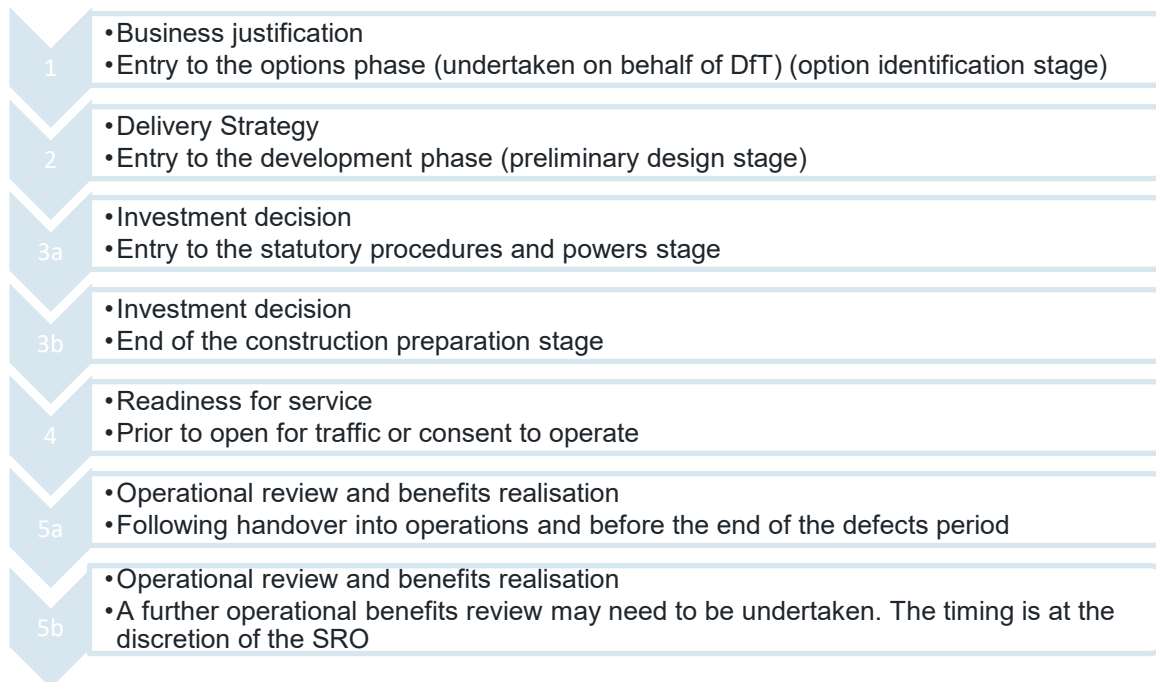 1
•Business justification
•Entry to the options phase (undertaken on behalf of DfT) (option identification stage)
2
•Delivery Strategy
•Entry to the development phase (preliminary design stage)
3a
•Investment decision
•Entry to the statutory procedures and powers stage
3b
•Investment decision
•End of the construction preparation stage
4
•Readiness for service
•Prior to open for traffic or consent to operate
5a
•Operational review and benefits realisation
•Following handover into operations and before the end of the defects period
5b
•Operational review and benefits realisation
•A further operational benefits review may need to be undertaken. The timing is at the
discretion of the SRO